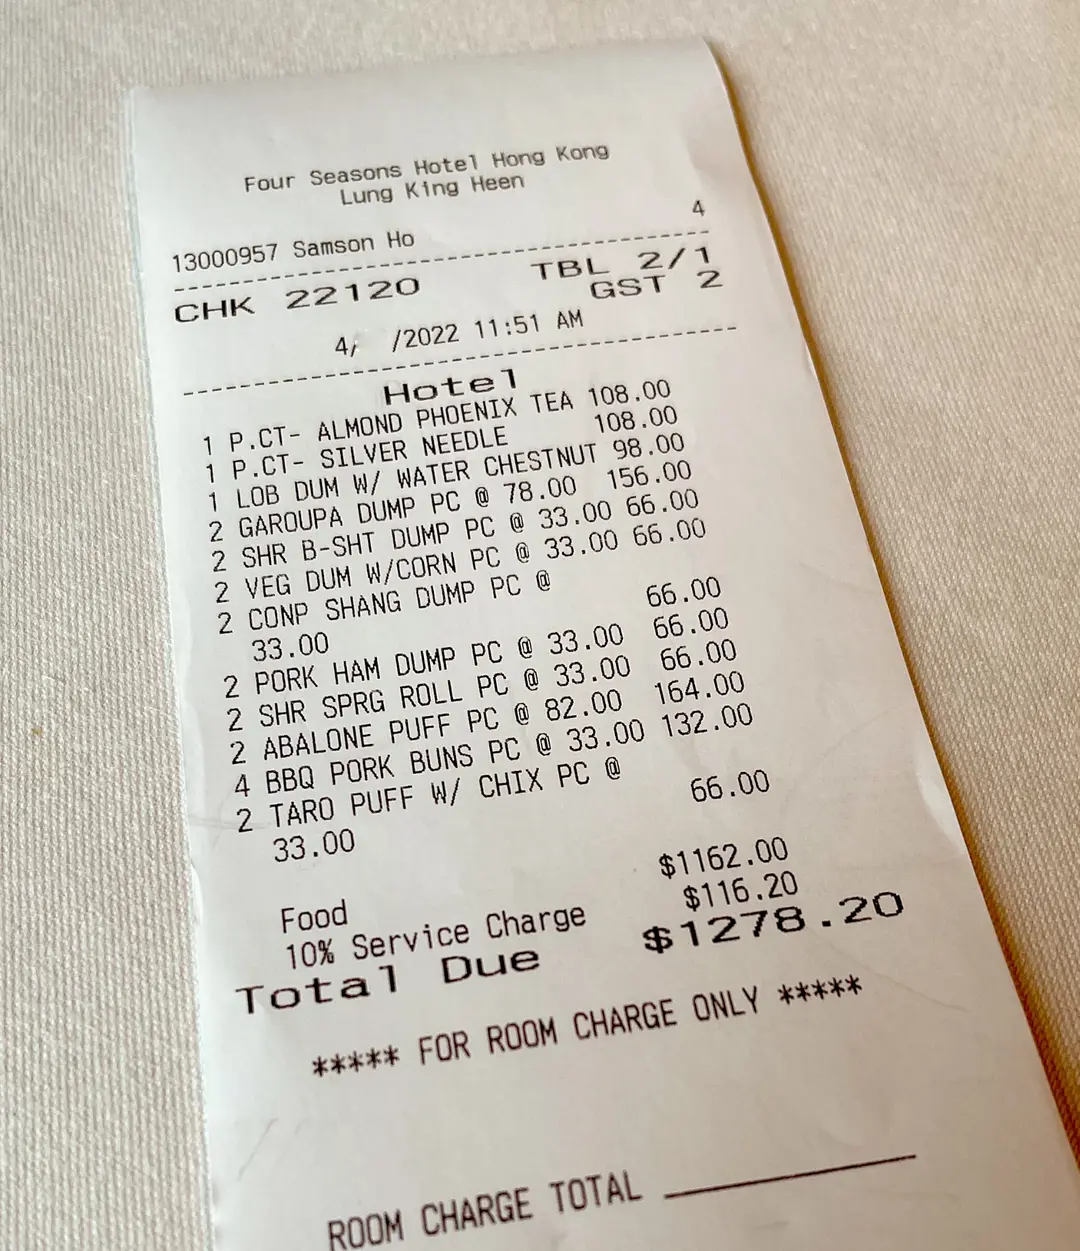 Four Seasons Hotel Hong Kong
Lung King Heen
13000957 Samson Ho 4
CHK 22120 TBL 2/1
GST 2
4/ /2022 11:51 AM
Hotel
1 P.CT- ALMOND PHOENIX TEA 108.00
1 P.CT- SILVER NEEDLE 108.00
1 LOB DUM W/ WATER CHESTNUT 98.00
2 GAROUPA DUMP PC @ 78.00 156.00
2 SHR B-SHT DUMP PC @ 33.00 66.00
2 VEG DUM W/CORN PC @ 33.00 66.00
2 CONP SHANG DUMP PC @
33.00 66.00
2 PORK HAM DUMP PC @ 33.00 66.00
2 SHR SPRG ROLL PC @ 33.00 66.00
2 ABALONE PUFF PC @ 82.00 164.00
4 BBQ PORK BUNS PC @ 33.00 132.00
2 TARO PUFF W/ CHIX PC @
33.00 66.00
Food $1162.00
10% Service Charge $116.20
Total Due $1278.20
***** FOR ROOM CHARGE ONLY *****
ROOM CHARGE TOTAL ________